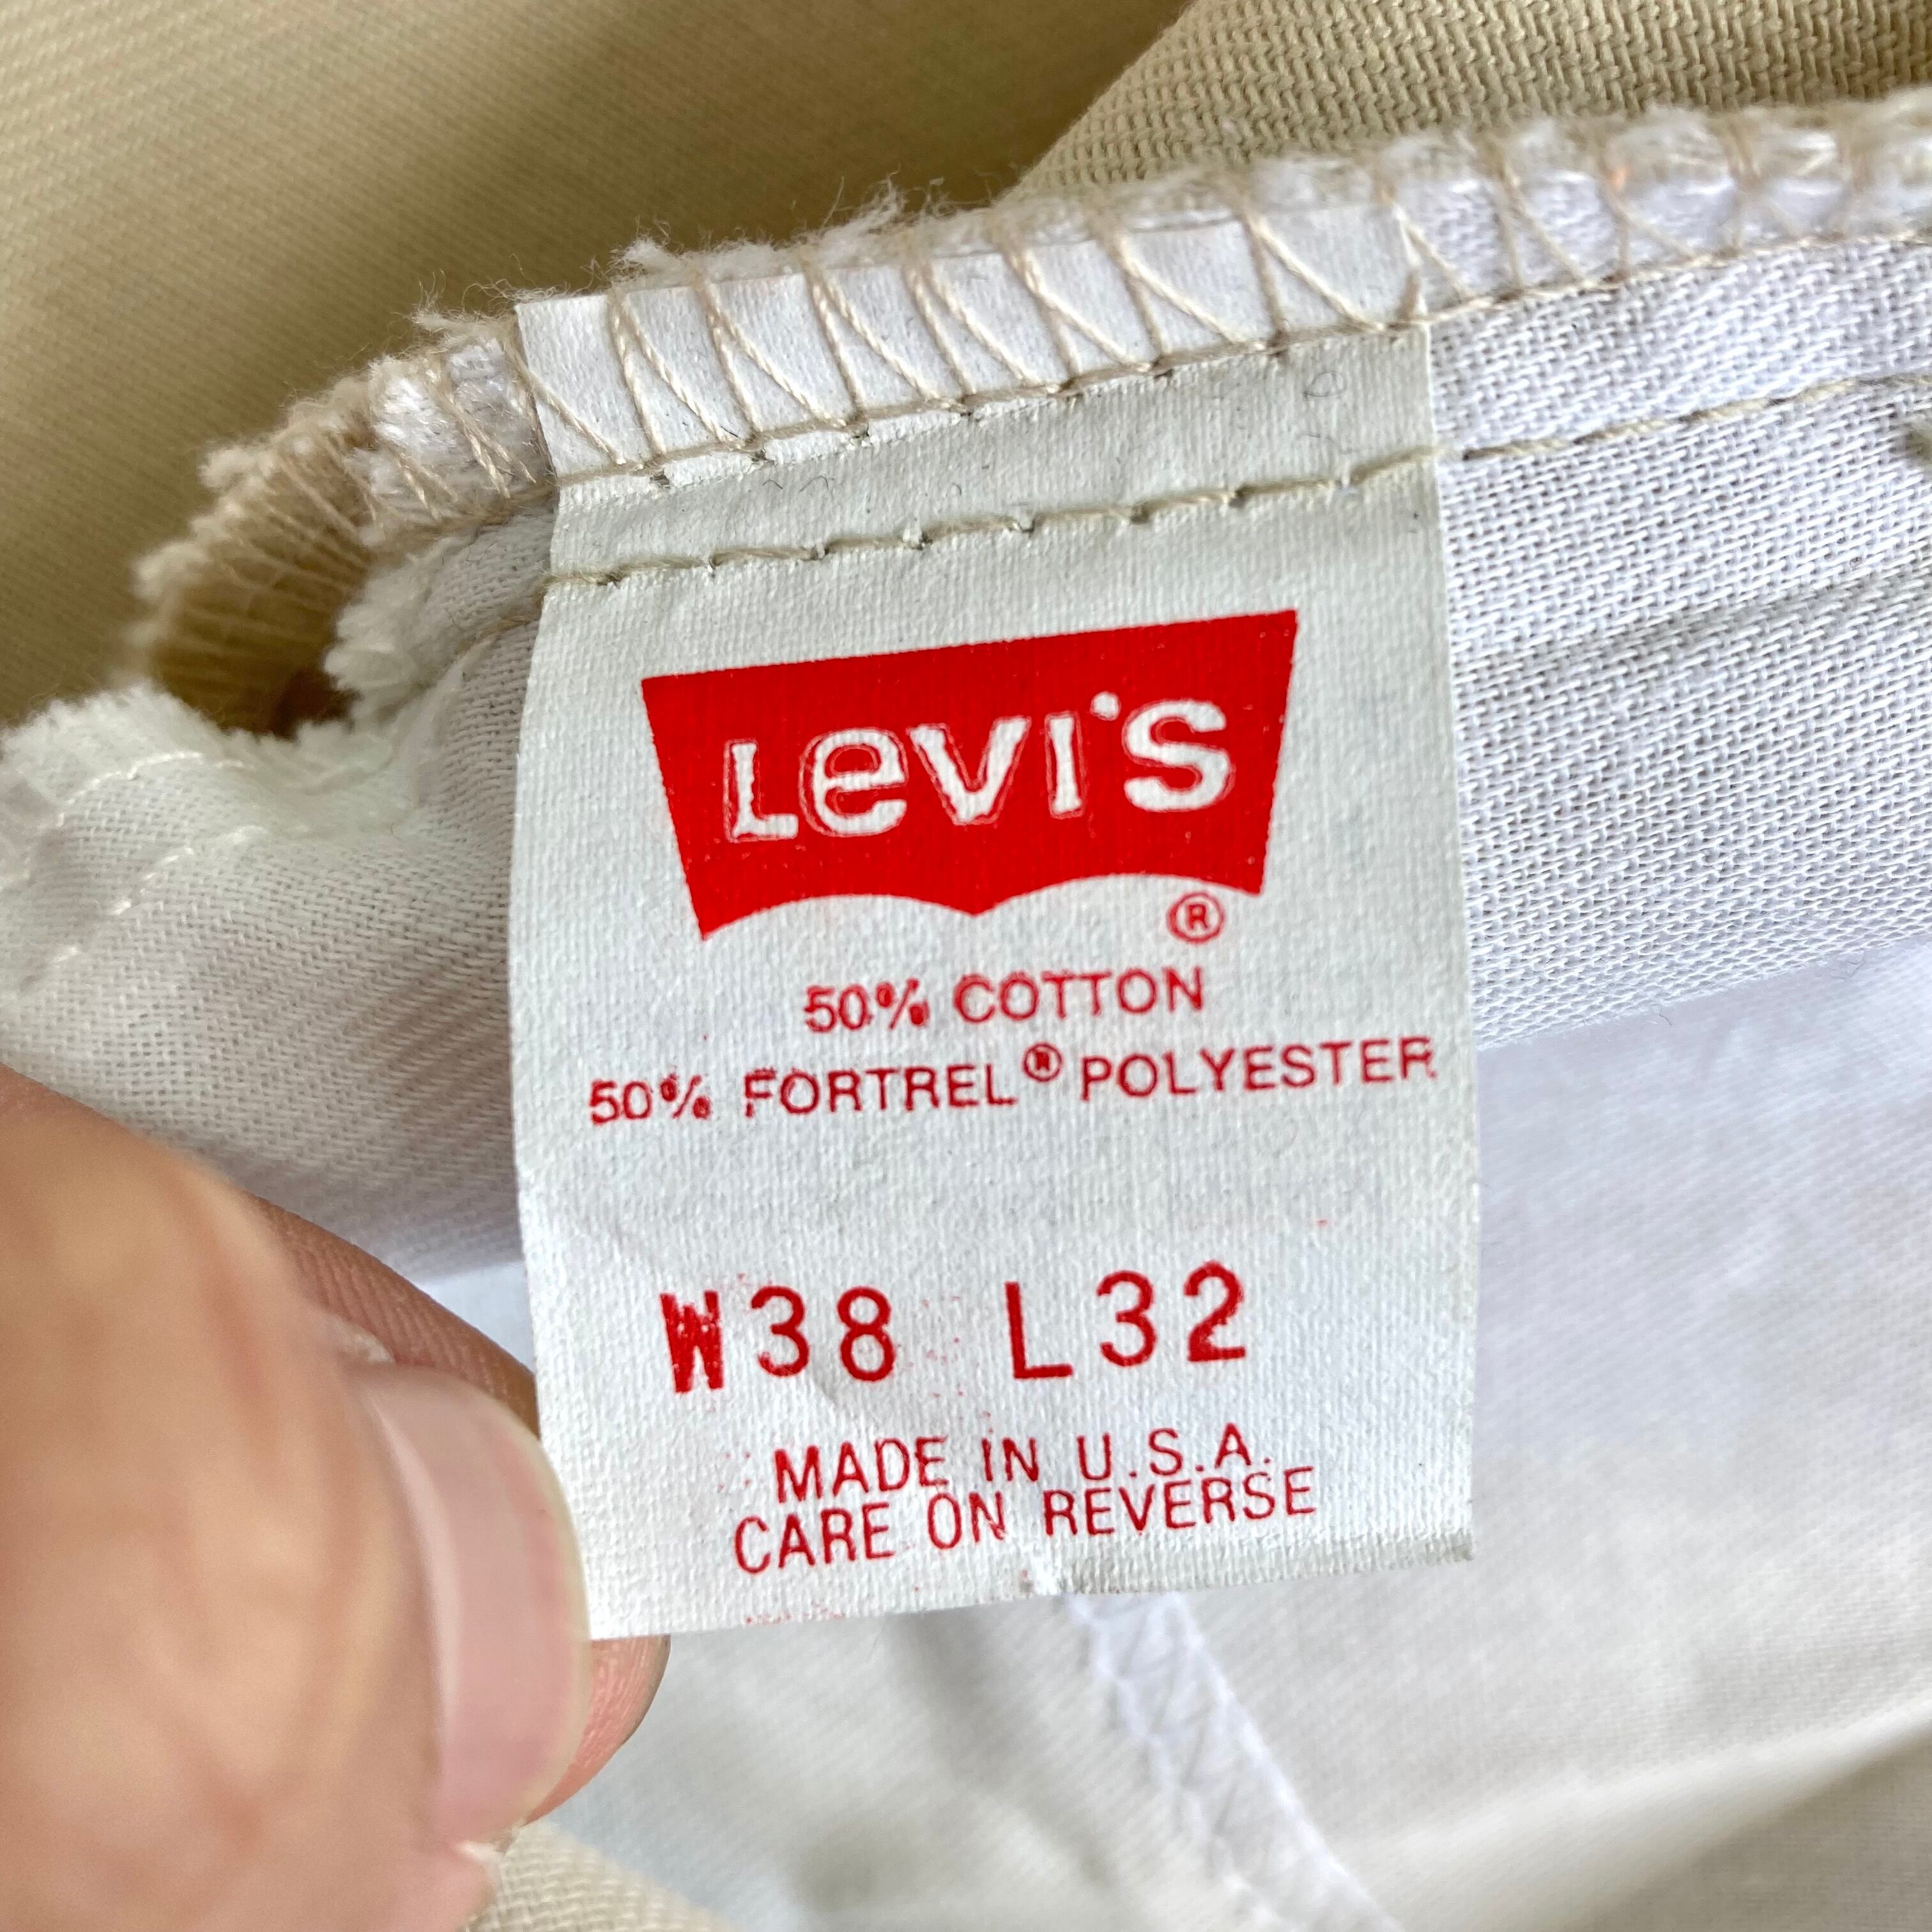 Levi's
®
50% COTTON
50% FORTREL® POLYESTER
W38 L32
MADE IN U.S.A.
CARE ON REVERSE